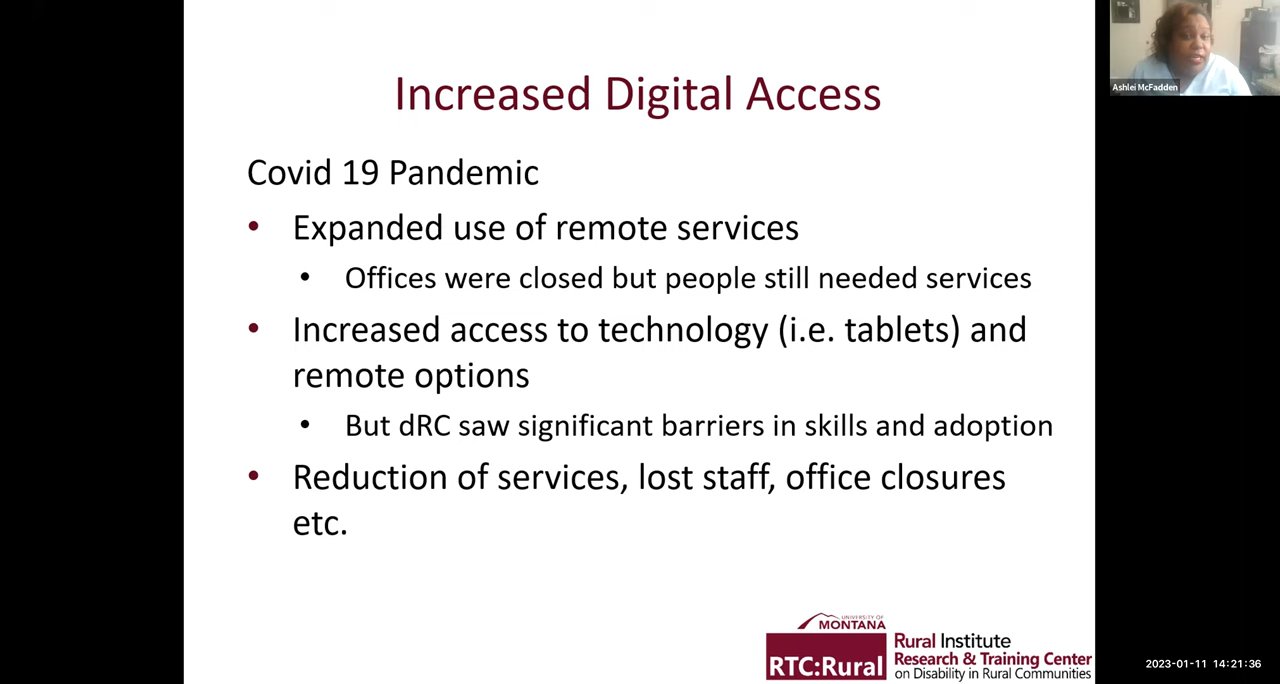 Increased Digital Access
Covid 19 Pandemic
• Expanded use of remote services
• Offices were closed but people still needed services
• Increased access to technology (i.e. tablets) and
remote options
• But dRC saw significant barriers in skills and adoption
• Reduction of services, lost staff, office closures
etc.
UNIVERSITY OF
MONTANA
RTC:Rural
Rural Institute
Research & Training Center
on Disability in Rural Communities
Ashlei McFadden
2023-01-11 14:21:36